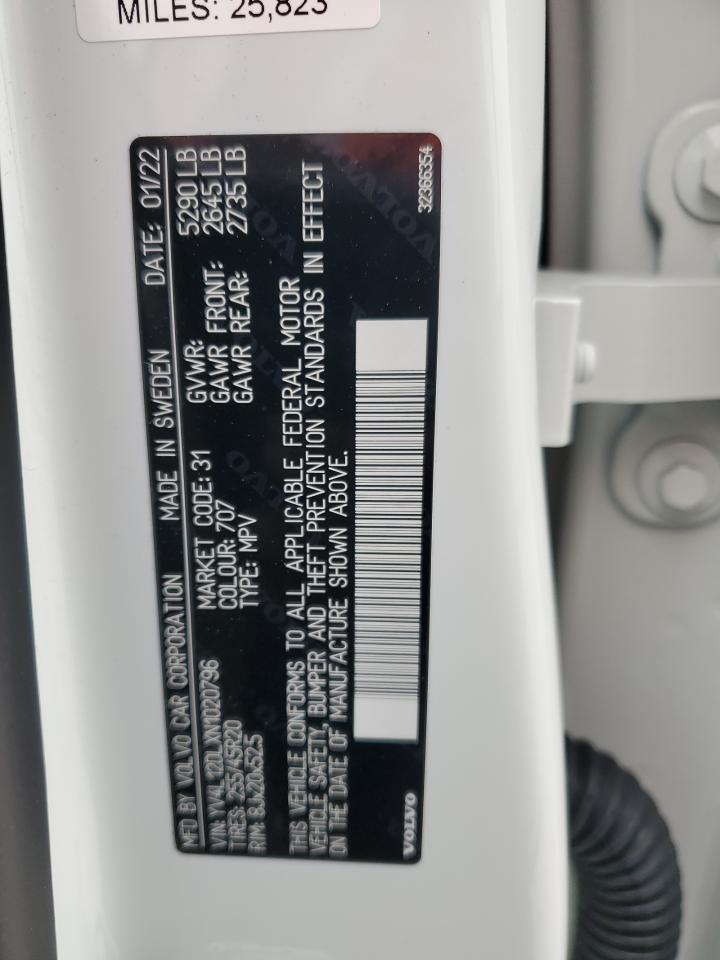 MILES: 25,823
MFD BY VOLVO CAR CORPORATION MADE IN SWEDEN DATE: 01/22
VIN: YV4L12DLXN1020796 MARKET CODE: 31 GVWR: 5290 LB
TIRES: 255/45R20 COLOUR: 707 GAWR FRONT: 2645 LB
RIM: 8Jx20x52.5 TYPE: MPV GAWR REAR: 2735 LB
THIS VEHICLE CONFORMS TO ALL APPLICABLE FEDERAL MOTOR
VEHICLE SAFETY, BUMPER AND THEFT PREVENTION STANDARDS IN EFFECT
ON THE DATE OF MANUFACTURE SHOWN ABOVE.
VOLVO 32366354